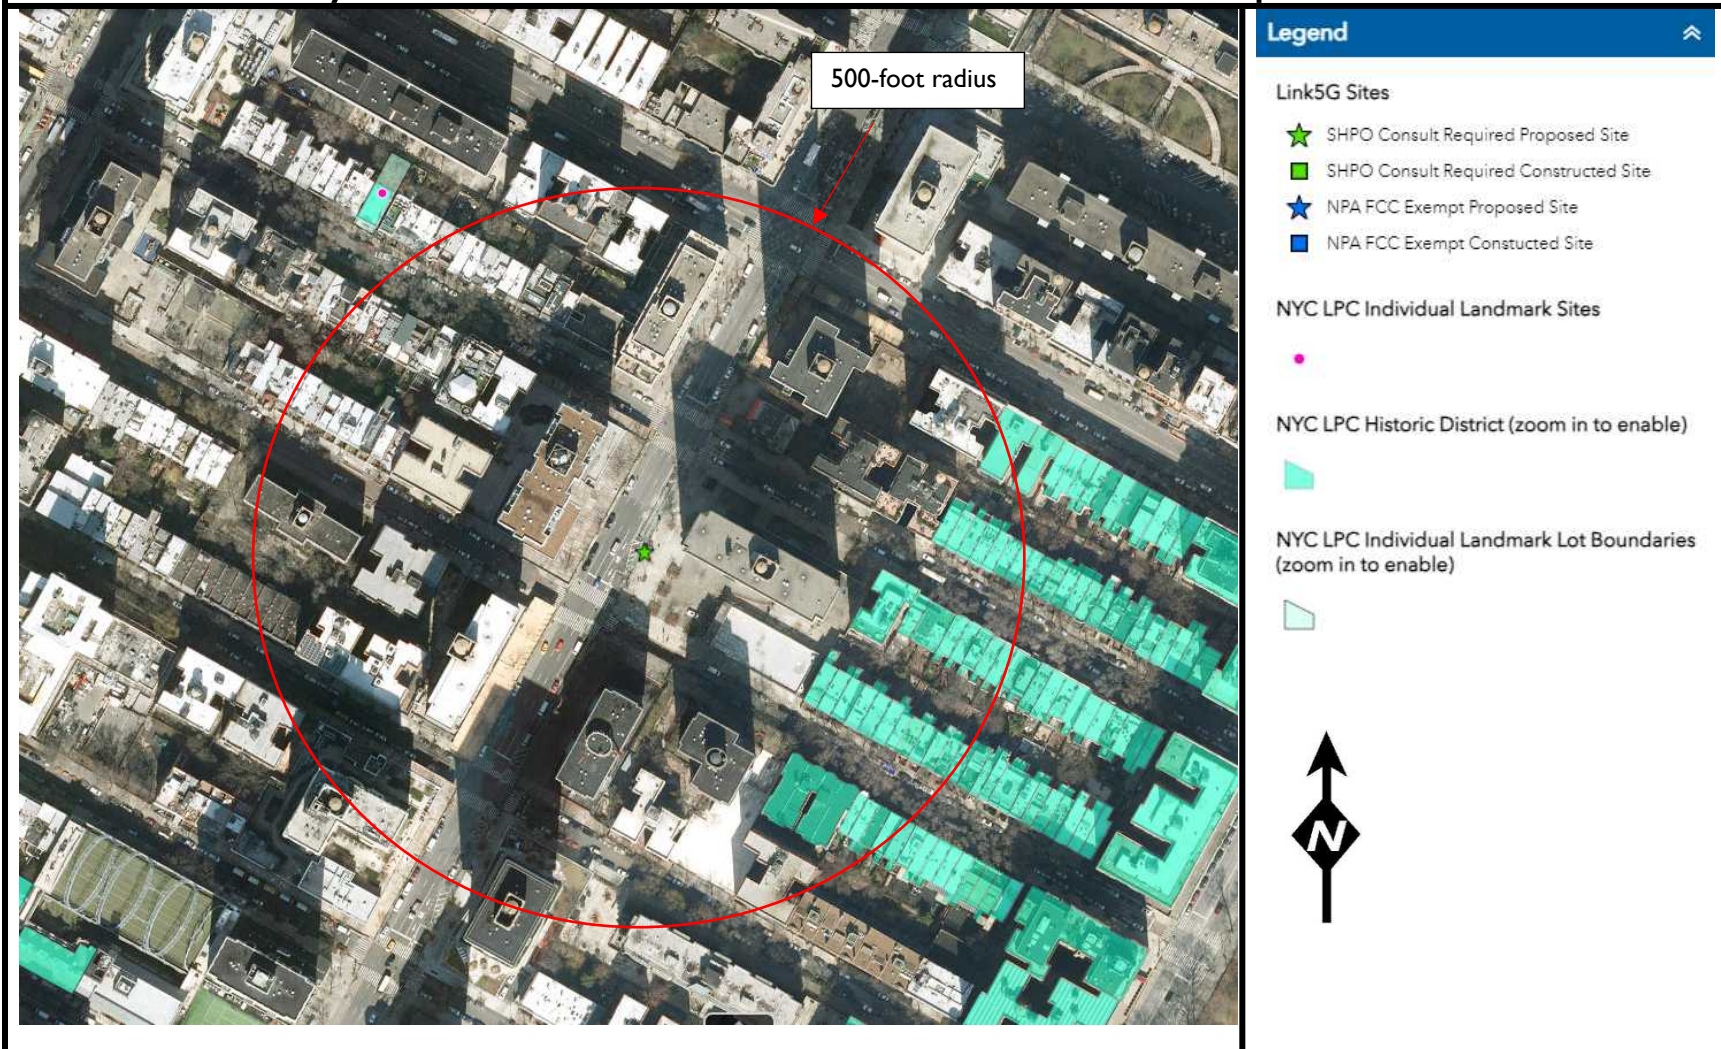 500-foot radius
Legend
Link5G Sites
SHPO Consult Required Proposed Site
SHPO Consult Required Constructed Site
NPA FCC Exempt Proposed Site
NPA FCC Exempt Constucted Site
NYC LPC Individual Landmark Sites
NYC LPC Historic District (zoom in to enable)
NYC LPC Individual Landmark Lot Boundaries
(zoom in to enable)
N